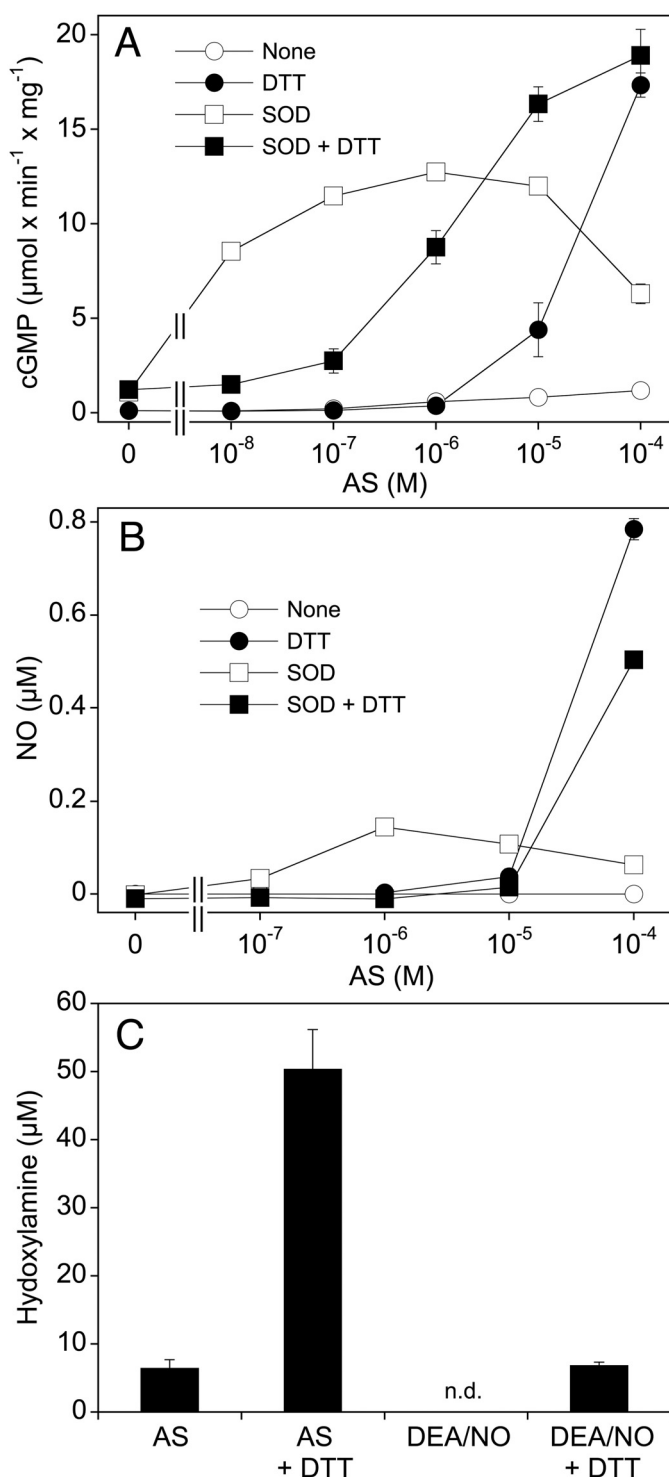 A
None
DTT
SOD
SOD + DTT
20
15
10
5
0
cGMP (µmol x min⁻¹ x mg⁻¹)
0 10⁻⁸ 10⁻⁷ 10⁻⁶ 10⁻⁵ 10⁻⁴
AS (M)
B
None
DTT
SOD
SOD + DTT
0.8
0.6
0.4
0.2
0
NO (µM)
0 10⁻⁷ 10⁻⁶ 10⁻⁵ 10⁻⁴
AS (M)
C
60
50
40
30
20
10
0
Hydoxylamine (µM)
n.d.
AS AS DEA/NO DEA/NO
+ DTT + DTT